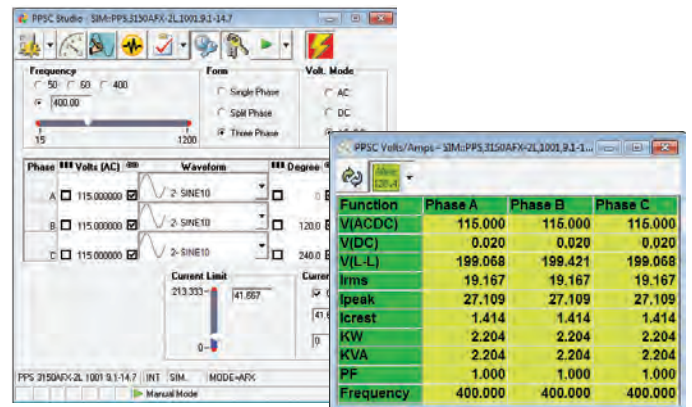 PPSC Studio - SIM::PPS,3150AFX-2L,1001,9.1-14.7
Frequency
50 60 400
400.00
15 1200
Form
Single Phase
Split Phase
Three Phase
Volt. Mode
AC
DC
Phase Volts (AC) Waveform Degree
A 115.000000 2- SINE10 0
B 115.000000 2- SINE10 120.0
C 115.000000 2- SINE10 240.0
Current Limit
213.333 41.667
0
PPS 3150AFX-2L 1001 9.1-14.7 INT SIM. MODE=AFX
Manual Mode
PPSC Volts/Amps - SIM::PPS,3150AFX-2L,1001,9.1-1...
Function Phase A Phase B Phase C
V(ACDC) 115.000 115.000 115.000
V(DC) 0.020 0.020 0.020
V(L-L) 199.068 199.421 199.068
Irms 19.167 19.167 19.167
Ipeak 27.109 27.109 27.109
Icrest 1.414 1.414 1.414
KW 2.204 2.204 2.204
KVA 2.204 2.204 2.204
PF 1.000 1.000 1.000
Frequency 400.000 400.000 400.000